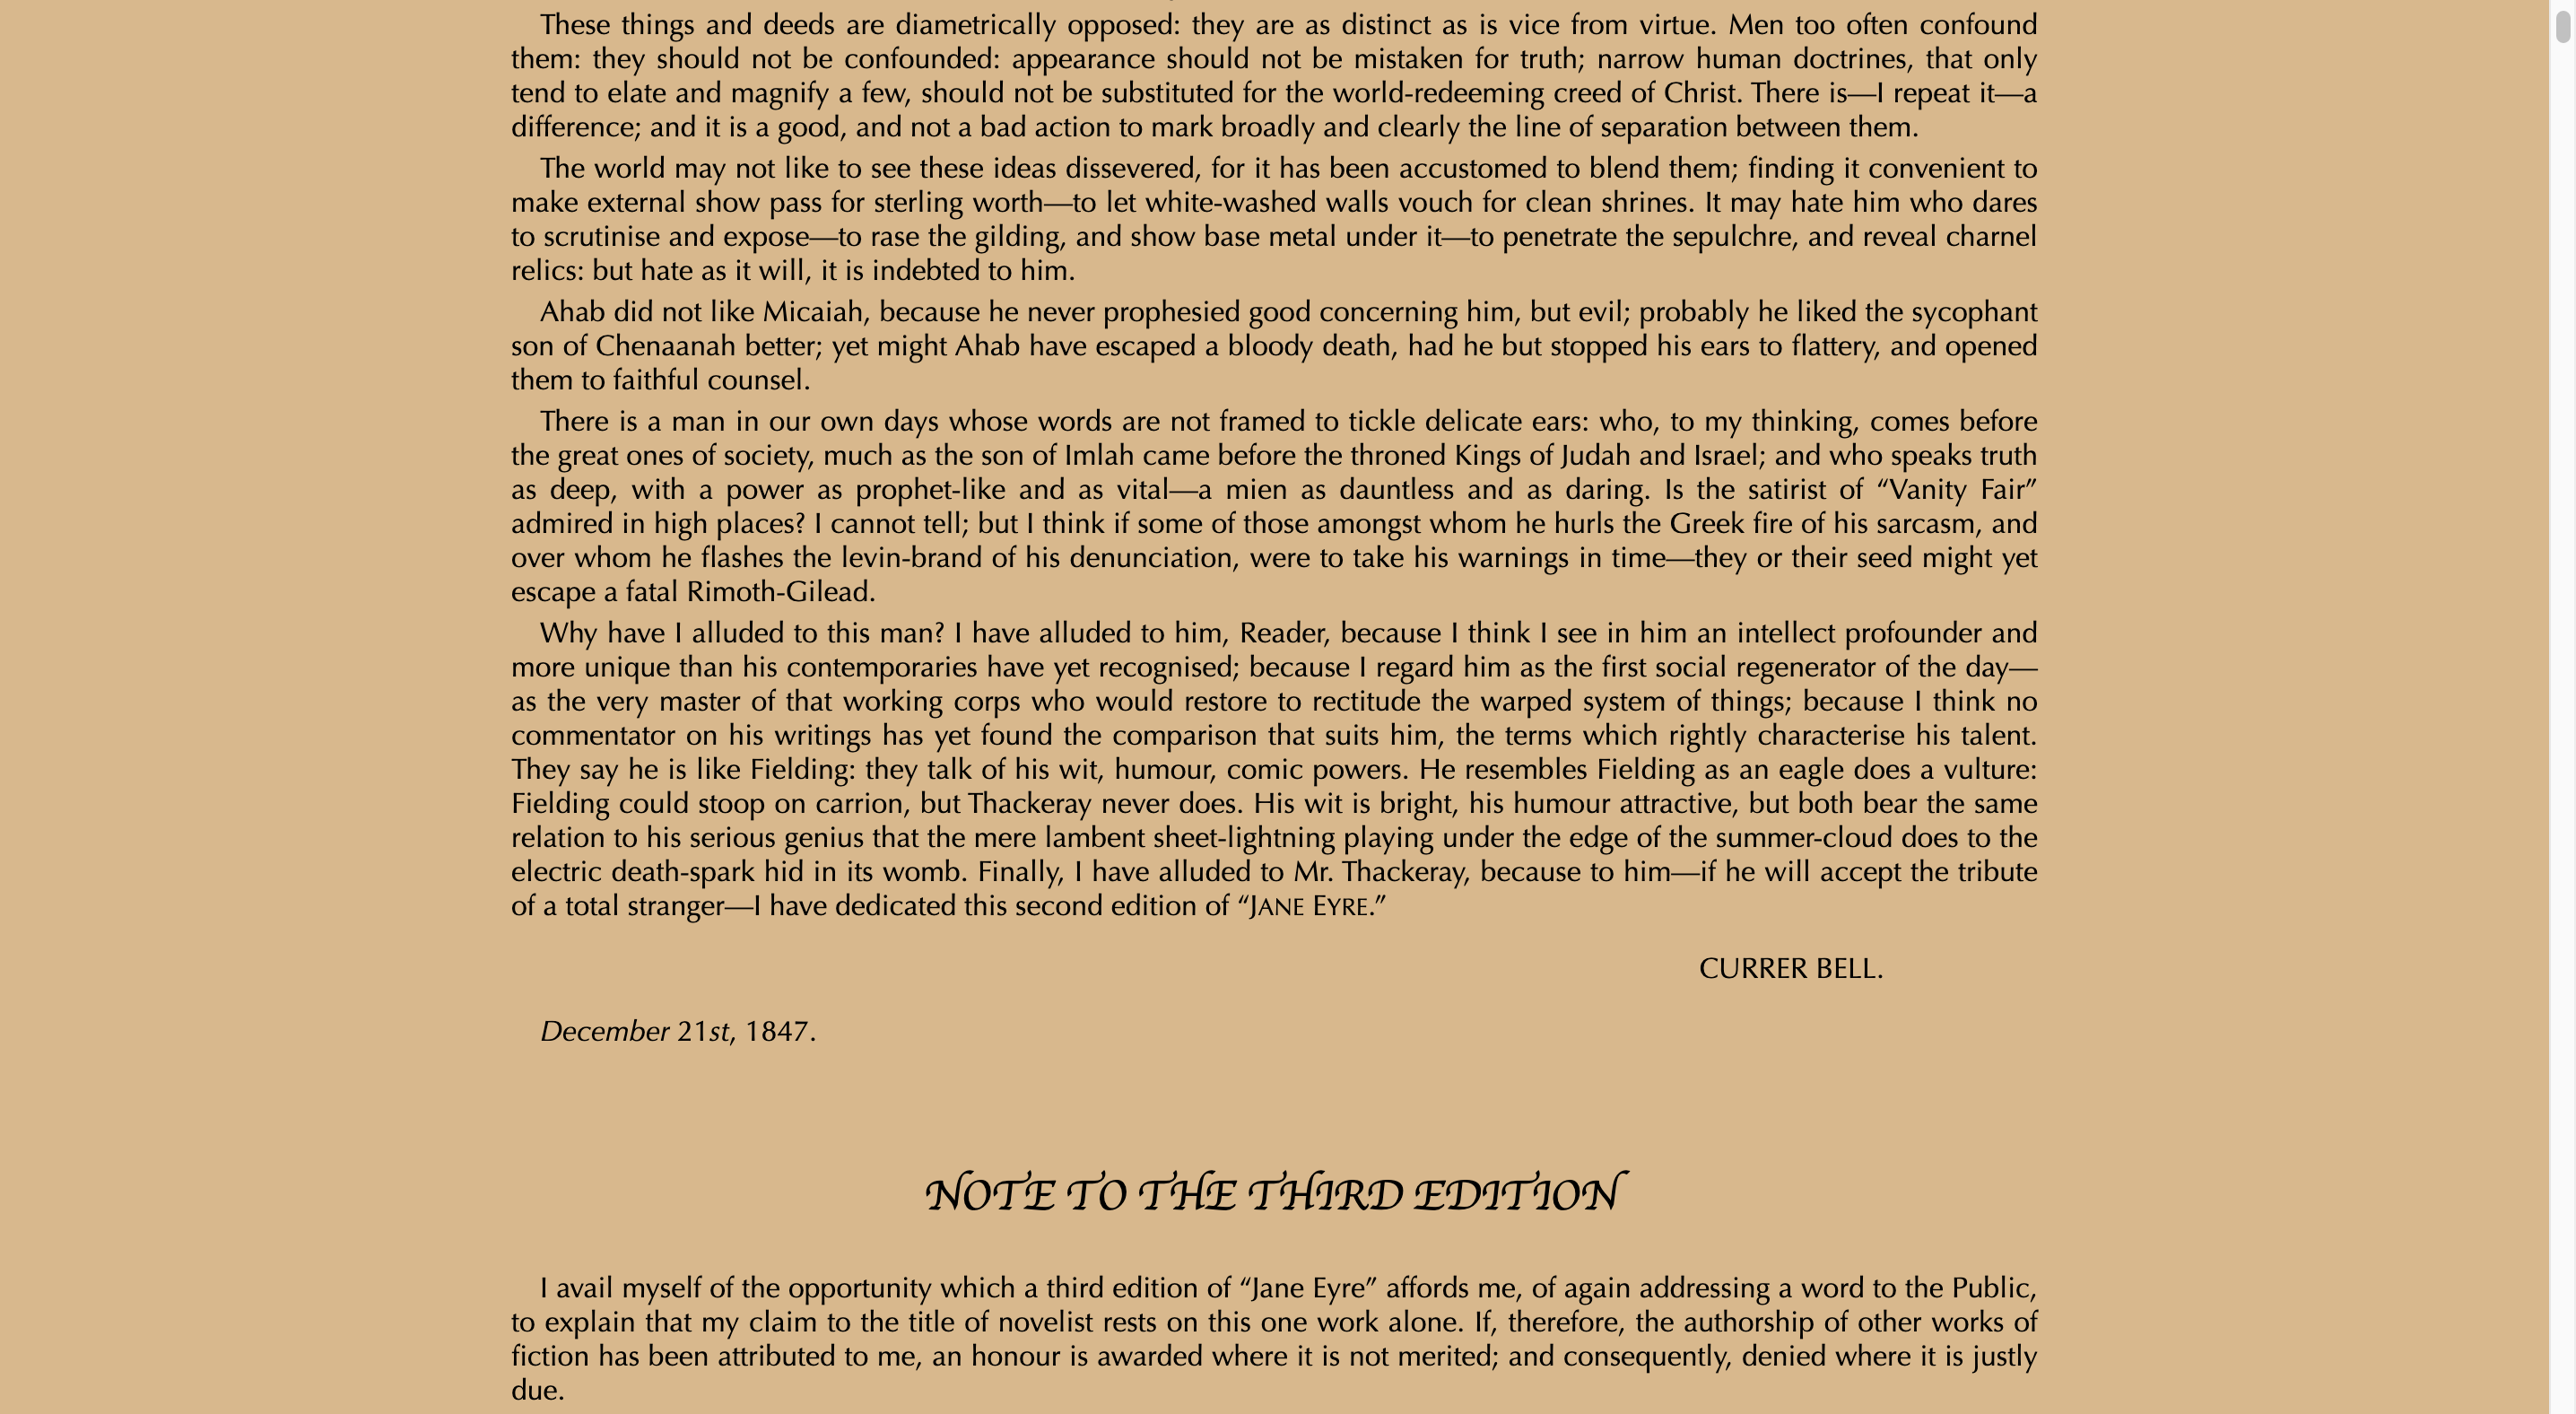 These things and deeds are diametrically opposed: they are as distinct as is vice from virtue. Men too often confound
them: they should not be confounded: appearance should not be mistaken for truth; narrow human doctrines, that only
tend to elate and magnify a few, should not be substituted for the world-redeeming creed of Christ. There is—I repeat it—a
difference; and it is a good, and not a bad action to mark broadly and clearly the line of separation between them.
The world may not like to see these ideas dissevered, for it has been accustomed to blend them; finding it convenient to
make external show pass for sterling worth—to let white-washed walls vouch for clean shrines. It may hate him who dares
to scrutinise and expose—to rase the gilding, and show base metal under it—to penetrate the sepulchre, and reveal charnel
relics: but hate as it will, it is indebted to him.
Ahab did not like Micaiah, because he never prophesied good concerning him, but evil; probably he liked the sycophant
son of Chenaanah better; yet might Ahab have escaped a bloody death, had he but stopped his ears to flattery, and opened
them to faithful counsel.
There is a man in our own days whose words are not framed to tickle delicate ears: who, to my thinking, comes before
the great ones of society, much as the son of Imlah came before the throned Kings of Judah and Israel; and who speaks truth
as deep, with a power as prophet-like and as vital—a mien as dauntless and as daring. Is the satirist of “Vanity Fair”
admired in high places? I cannot tell; but I think if some of those amongst whom he hurls the Greek fire of his sarcasm, and
over whom he flashes the levin-brand of his denunciation, were to take his warnings in time—they or their seed might yet
escape a fatal Rimoth-Gilead.
Why have I alluded to this man? I have alluded to him, Reader, because I think I see in him an intellect profounder and
more unique than his contemporaries have yet recognised; because I regard him as the first social regenerator of the day—
as the very master of that working corps who would restore to rectitude the warped system of things; because I think no
commentator on his writings has yet found the comparison that suits him, the terms which rightly characterise his talent.
They say he is like Fielding: they talk of his wit, humour, comic powers. He resembles Fielding as an eagle does a vulture:
Fielding could stoop on carrion, but Thackeray never does. His wit is bright, his humour attractive, but both bear the same
relation to his serious genius that the mere lambent sheet-lightning playing under the edge of the summer-cloud does to the
electric death-spark hid in its womb. Finally, I have alluded to Mr. Thackeray, because to him—if he will accept the tribute
of a total stranger—I have dedicated this second edition of “JANE EYRE.”
CURRER BELL.
December 21st, 1847.
NOTE TO THE THIRD EDITION
I avail myself of the opportunity which a third edition of “Jane Eyre” affords me, of again addressing a word to the Public,
to explain that my claim to the title of novelist rests on this one work alone. If, therefore, the authorship of other works of
fiction has been attributed to me, an honour is awarded where it is not merited; and consequently, denied where it is justly
due.